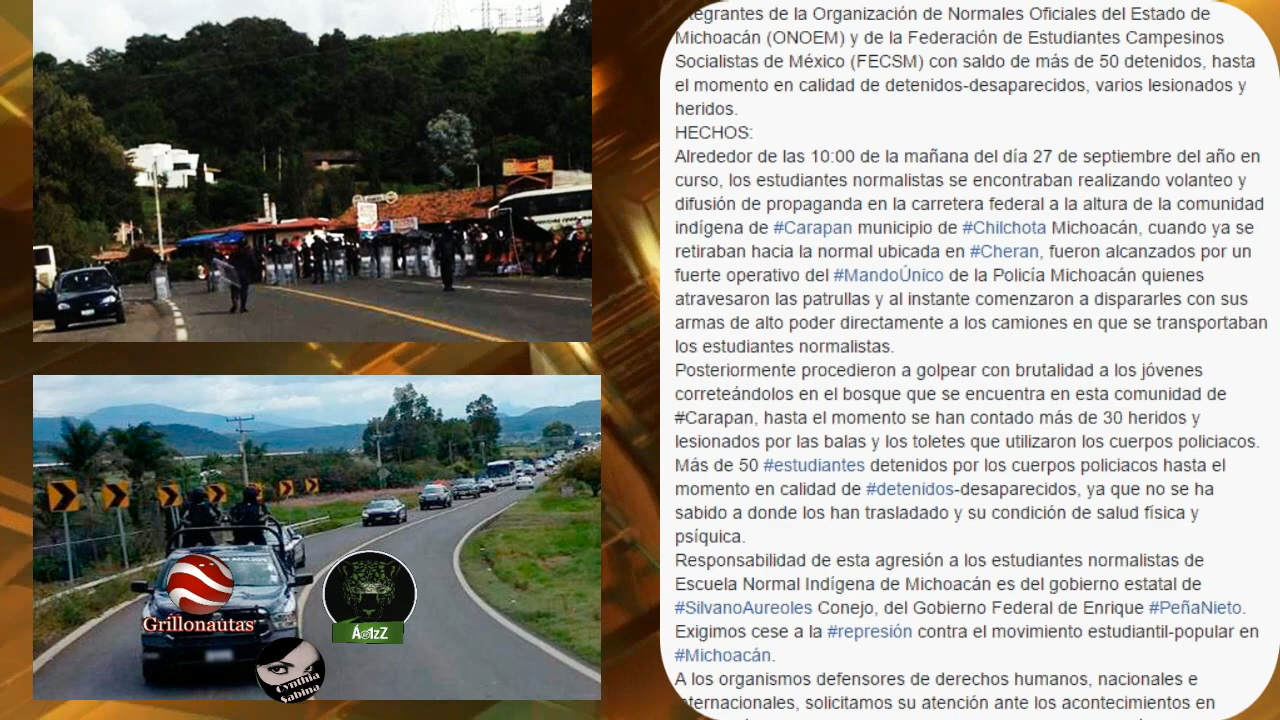 tegrantes de la Organización de Normales Oficiales del Estado de
Michoacán (ONOEM) y de la Federación de Estudiantes Campesinos
Socialistas de México (FECSM) con saldo de más de 50 detenidos, hasta
el momento en calidad de detenidos-desaparecidos, varios lesionados y
heridos.
HECHOS:
Alrededor de las 10:00 de la mañana del día 27 de septiembre del año en
curso, los estudiantes normalistas se encontraban realizando volanteo y
difusión de propaganda en la carretera federal a la altura de la comunidad
indígena de #Carapan municipio de #Chilchota Michoacán, cuando ya se
retiraban hacia la normal ubicada en #Cheran, fueron alcanzados por un
fuerte operativo del #MandoÚnico de la Policía Michoacán quienes
atravesaron las patrullas y al instante comenzaron a dispararles con sus
armas de alto poder directamente a los camiones en que se transportaban
los estudiantes normalistas.
Posteriormente procedieron a golpear con brutalidad a los jóvenes
correteándolos en el bosque que se encuentra en esta comunidad de
#Carapan, hasta el momento se han contado más de 30 heridos y
lesionados por las balas y los toletes que utilizaron los cuerpos policiacos.
Más de 50 #estudiantes detenidos por los cuerpos policiacos hasta el
momento en calidad de #detenidos-desaparecidos, ya que no se ha
sabido a donde los han trasladado y su condición de salud física y
psíquica.
Responsabilidad de esta agresión a los estudiantes normalistas de
Escuela Normal Indígena de Michoacán es del gobierno estatal de
#SilvanoAureoles Conejo, del Gobierno Federal de Enrique #PeñaNieto.
Exigimos cese a la #represión contra el movimiento estudiantil-popular en
#Michoacán.
A los organismos defensores de derechos humanos, nacionales e
nternacionales, solicitamos su atención ante los acontecimientos en
Grillonautas
Á@1zZ
Cynthia
Sabina